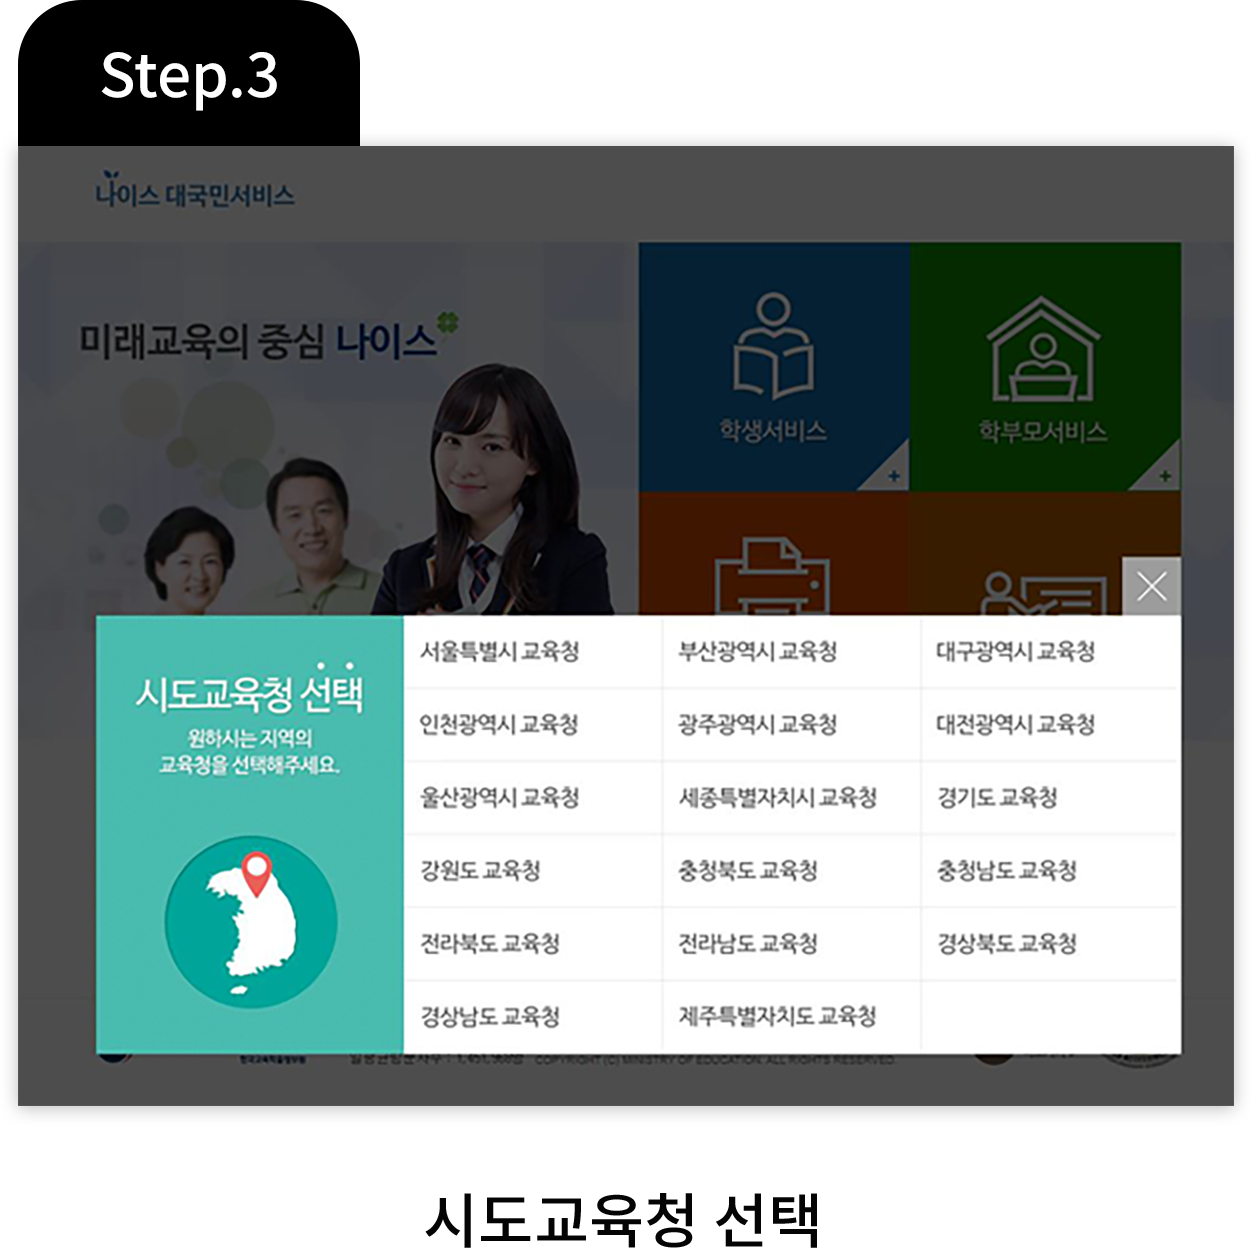 Step.3
나이스 대국민서비스
미래교육의 중심 나이스
학생서비스
학부모서비스
시도교육청 선택
원하시는 지역의
교육청을 선택해주세요.
서울특별시 교육청
부산광역시 교육청
대구광역시 교육청
인천광역시 교육청
광주광역시 교육청
대전광역시 교육청
울산광역시 교육청
세종특별자치시 교육청
경기도 교육청
강원도 교육청
충청북도 교육청
충청남도 교육청
전라북도 교육청
전라남도 교육청
경상북도 교육청
경상남도 교육청
제주특별자치도 교육청
COPYRIGHT (C) MINISTRY OF EDUCATION. ALL RIGHTS RESERVED
시도교육청 선택